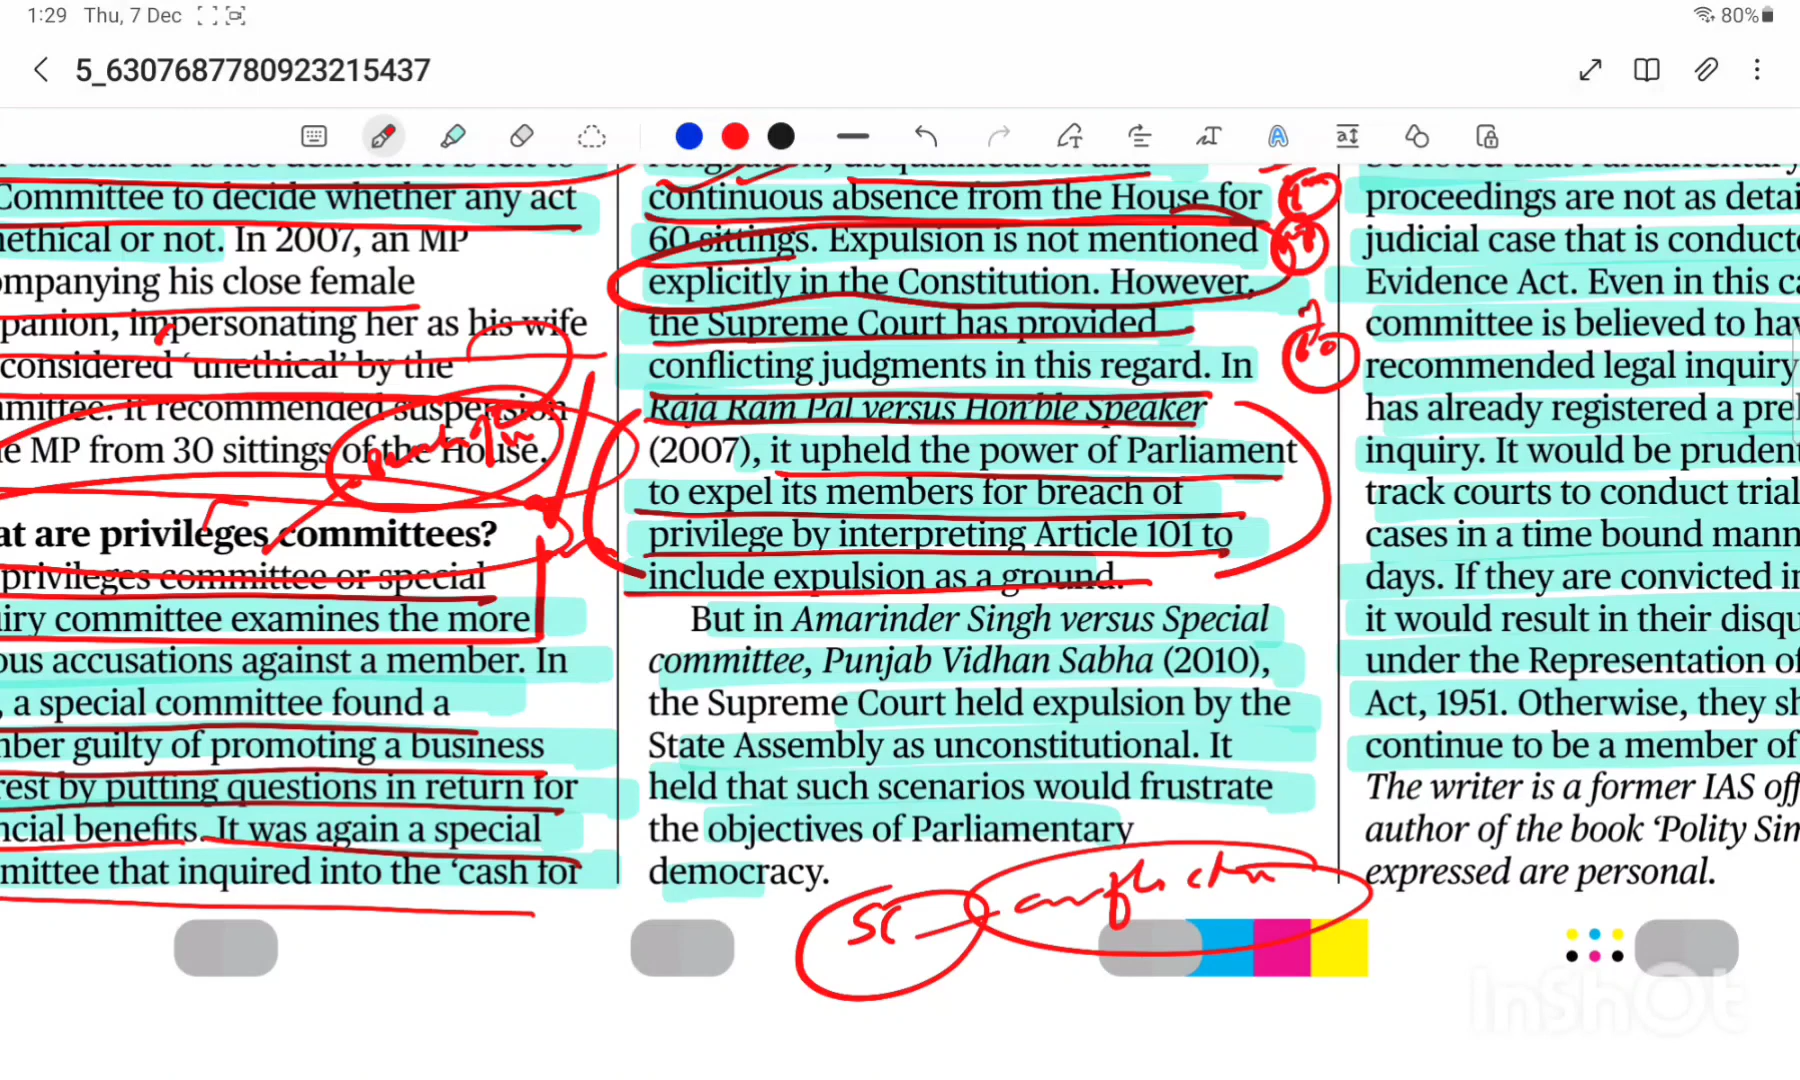 1:29 Thu, 7 Dec
80%
5_6307687780923215437
Committee to decide whether any act
nethical or not. In 2007, an MP
ompanying his close female
panion, impersonating her as his wife
considered ‘unethical’ by the
mmittee. It recommended suspension
e MP from 30 sittings of the House.
at are privileges committees?
privileges committee or special
iry committee examines the more
ous accusations against a member. In
, a special committee found a
mber guilty of promoting a business
rest by putting questions in return for
ncial benefits. It was again a special
mmittee that inquired into the ‘cash for
resignation, disqualification and
continuous absence from the House for
60 sittings. Expulsion is not mentioned
explicitly in the Constitution. However,
the Supreme Court has provided
conflicting judgments in this regard. In
Raja Ram Pal versus Hon’ble Speaker
(2007), it upheld the power of Parliament
to expel its members for breach of
privilege by interpreting Article 101 to
include expulsion as a ground.
But in Amarinder Singh versus Special
committee, Punjab Vidhan Sabha (2010),
the Supreme Court held expulsion by the
State Assembly as unconstitutional. It
held that such scenarios would frustrate
the objectives of Parliamentary
democracy.
SC
proceedings are not as detai
judicial case that is conducte
Evidence Act. Even in this ca
committee is believed to hav
recommended legal inquiry
has already registered a prel
inquiry. It would be prudent
track courts to conduct trial
cases in a time bound mann
days. If they are convicted in
it would result in their disqu
under the Representation of
Act, 1951. Otherwise, they sh
continue to be a member of
The writer is a former IAS off
author of the book ‘Polity Sim
expressed are personal.
InShOt